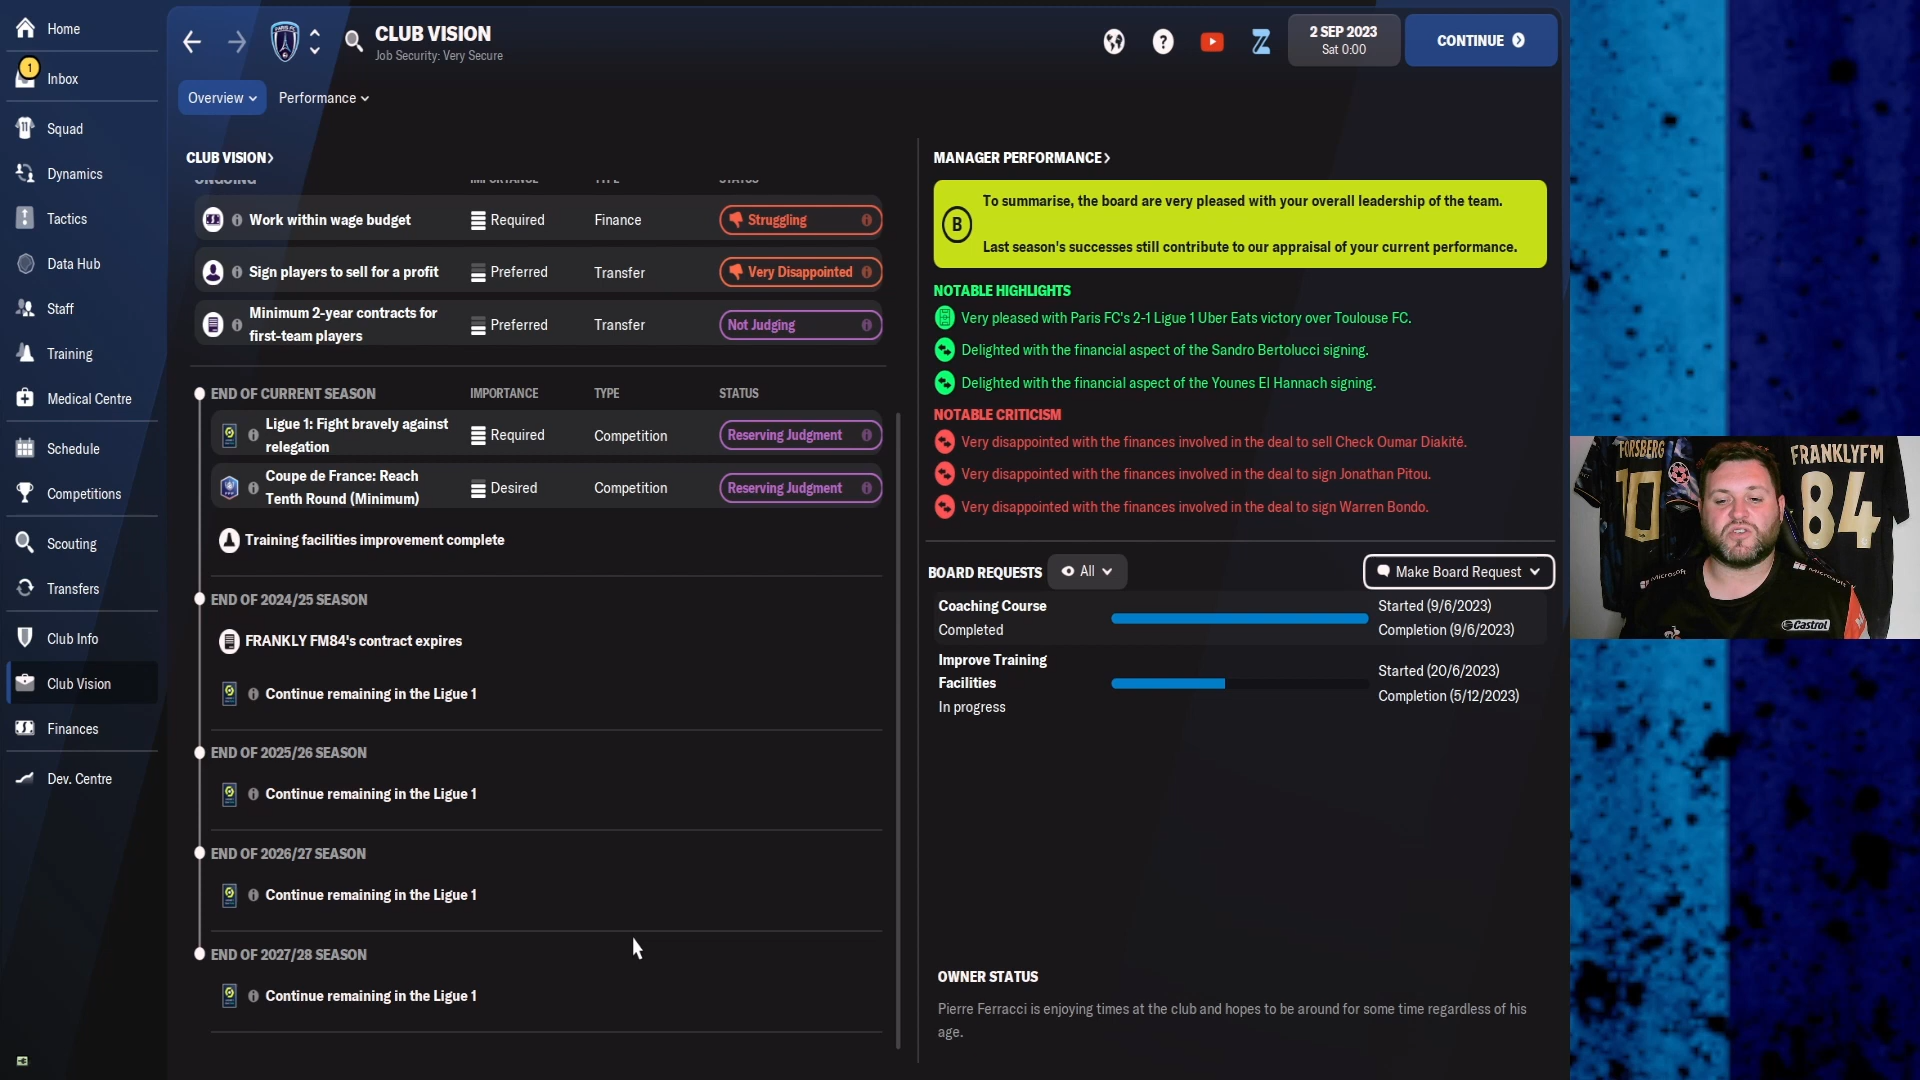 Home
Inbox
1
Squad
Dynamics
Tactics
Data Hub
Staff
Training
Medical Centre
Schedule
Competitions
Scouting
Transfers
Club Info
Club Vision
Finances
Dev. Centre
CLUB VISION
Job Security: Very Secure
2 SEP 2023
Sat 0:00
CONTINUE
Overview
Performance
CLUB VISION
ONGOING IMPORTANCE TYPE STATUS
Work within wage budget Required Finance Struggling
Sign players to sell for a profit Preferred Transfer Very Disappointed
Minimum 2-year contracts for
first-team players Preferred Transfer Not Judging
END OF CURRENT SEASON IMPORTANCE TYPE STATUS
Ligue 1: Fight bravely against
relegation Required Competition Reserving Judgment
Coupe de France: Reach
Tenth Round (Minimum) Desired Competition Reserving Judgment
Training facilities improvement complete
END OF 2024/25 SEASON
FRANKLY FM84's contract expires
Continue remaining in the Ligue 1
END OF 2025/26 SEASON
Continue remaining in the Ligue 1
END OF 2026/27 SEASON
Continue remaining in the Ligue 1
END OF 2027/28 SEASON
Continue remaining in the Ligue 1
MANAGER PERFORMANCE
B
To summarise, the board are very pleased with your overall leadership of the team.
Last season's successes still contribute to our appraisal of your current performance.
NOTABLE HIGHLIGHTS
Very pleased with Paris FC's 2-1 Ligue 1 Uber Eats victory over Toulouse FC.
Delighted with the financial aspect of the Sandro Bertolucci signing.
Delighted with the financial aspect of the Younes El Hannach signing.
NOTABLE CRITICISM
Very disappointed with the finances involved in the deal to sell Check Oumar Diakité.
Very disappointed with the finances involved in the deal to sign Jonathan Pitou.
Very disappointed with the finances involved in the deal to sign Warren Bondo.
BOARD REQUESTS All Make Board Request
Coaching Course
Completed
Started (9/6/2023)
Completion (9/6/2023)
Improve Training
Facilities
In progress
Started (20/6/2023)
Completion (5/12/2023)
OWNER STATUS
Pierre Ferracci is enjoying times at the club and hopes to be around for some time regardless of his
age.
FORSBERG
10
FRANKLYFM
84
Microsoft
Microsoft
Castrol